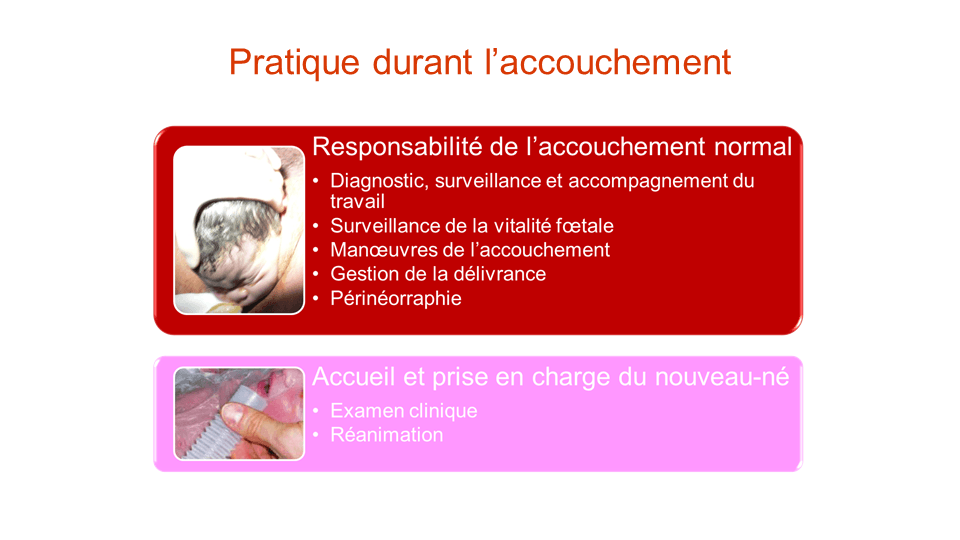 Pratique durant l’accouchement
Responsabilité de l’accouchement normal
• Diagnostic, surveillance et accompagnement du
travail
• Surveillance de la vitalité fœtale
• Manœuvres de l’accouchement
• Gestion de la délivrance
• Périnéorraphie
Accueil et prise en charge du nouveau-né
• Examen clinique
• Réanimation